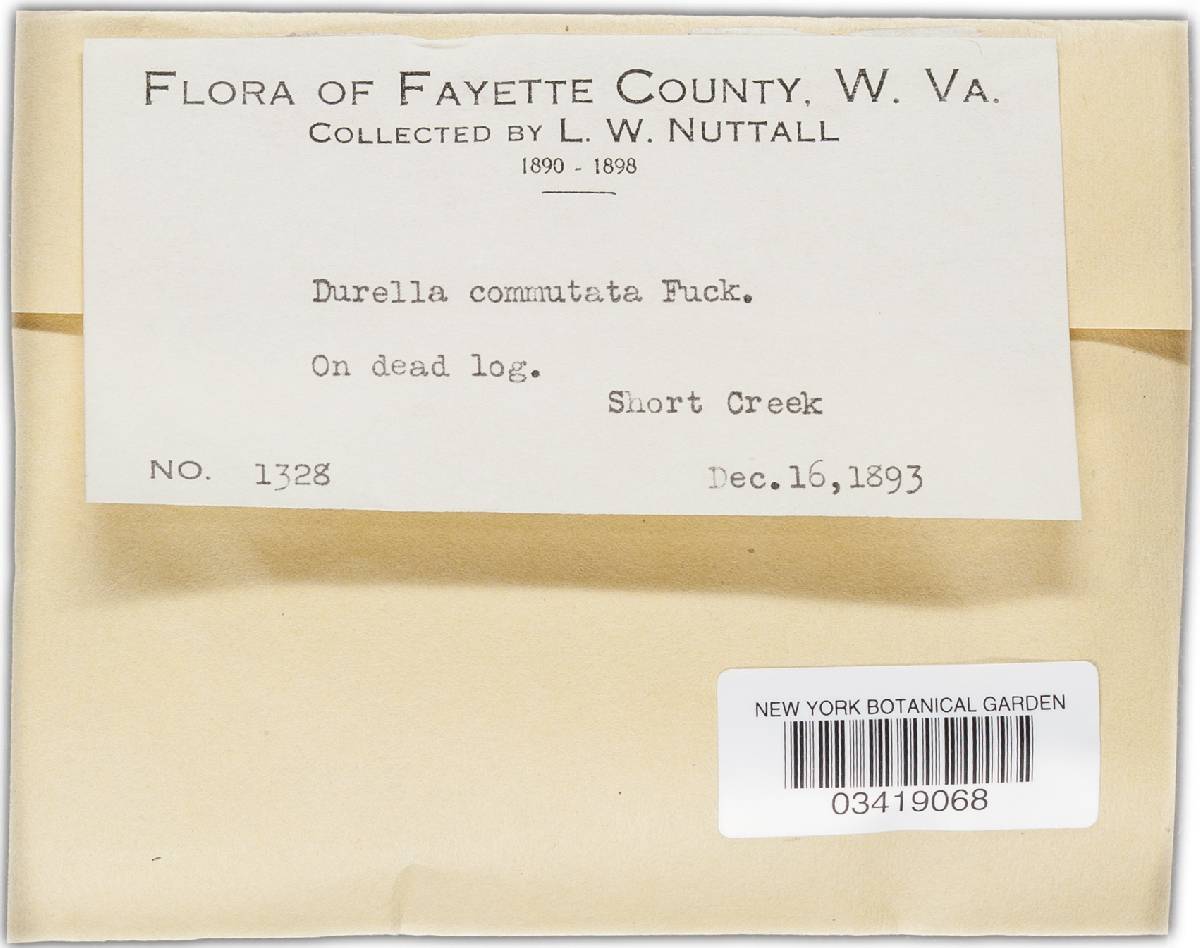 FLORA OF FAYETTE COUNTY, W. VA.
COLLECTED BY L. W. NUTTALL
1890 - 1898
Durella commutata Fuck.
On dead log.
Short Creek
NO. 1328
Dec.16,1893
NEW YORK BOTANICAL GARDEN
03419068